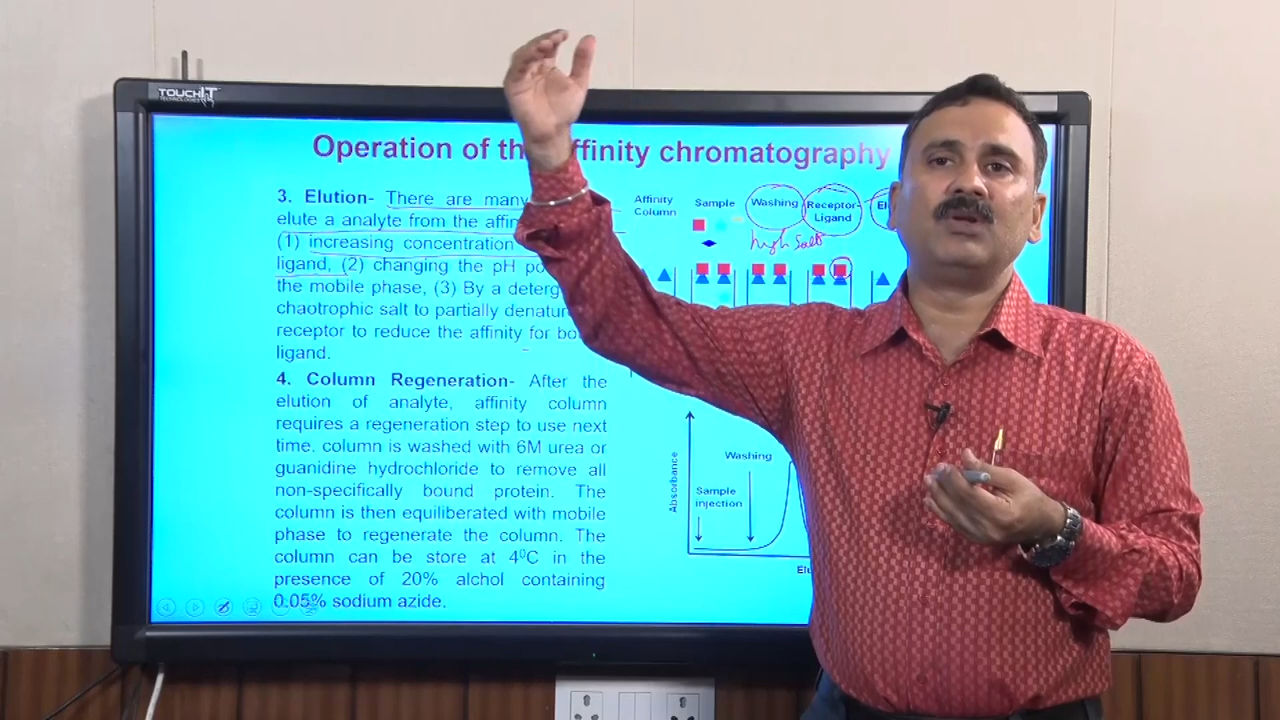 TOUCHIT
TECHNOLOGIES
Operation of the affinity chromatography
3. Elution- There are many
elute a analyte from the
(1) increasing concentration
ligand, (2) changing the pH
the mobile phase, (3) By a
chaotrophic salt to partially
receptor to reduce the affinity for
ligand.
4. Column Regeneration- After the
elution of analyte, affinity column
requires a regeneration step to use next
time. column is washed with 6M urea or
guanidine hydrochloride to remove all
non-specifically bound protein. The
column is then equiliberated with mobile
phase to regenerate the column. The
column can be store at 4⁰C in the
presence of 20% alchol containing
0.05% sodium azide.
Affinity
Column
Sample
Washing
Receptor-
Ligand
high Salt
Absorbance
Washing
Sample
injection